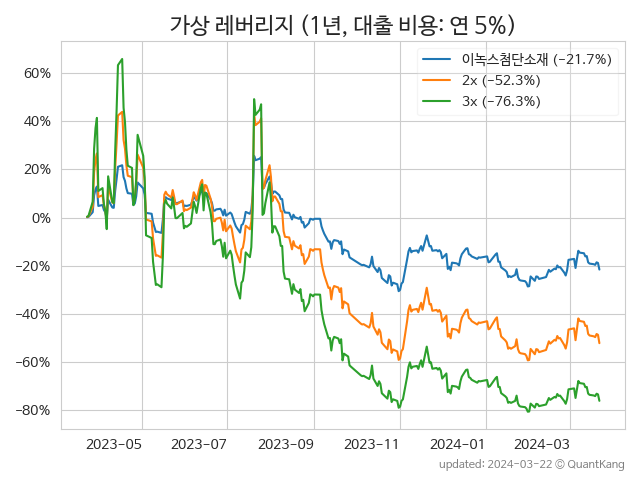 가상 레버리지 (1년, 대출 비용: 연 5%)
이녹스첨단소재 (−21.7%)
2x (−52.3%)
3x (−76.3%)
60%
40%
20%
0%
−20%
−40%
−60%
−80%
2023-05 2023-07 2023-09 2023-11 2024-01 2024-03
updated: 2024-03-22 © QuantKang